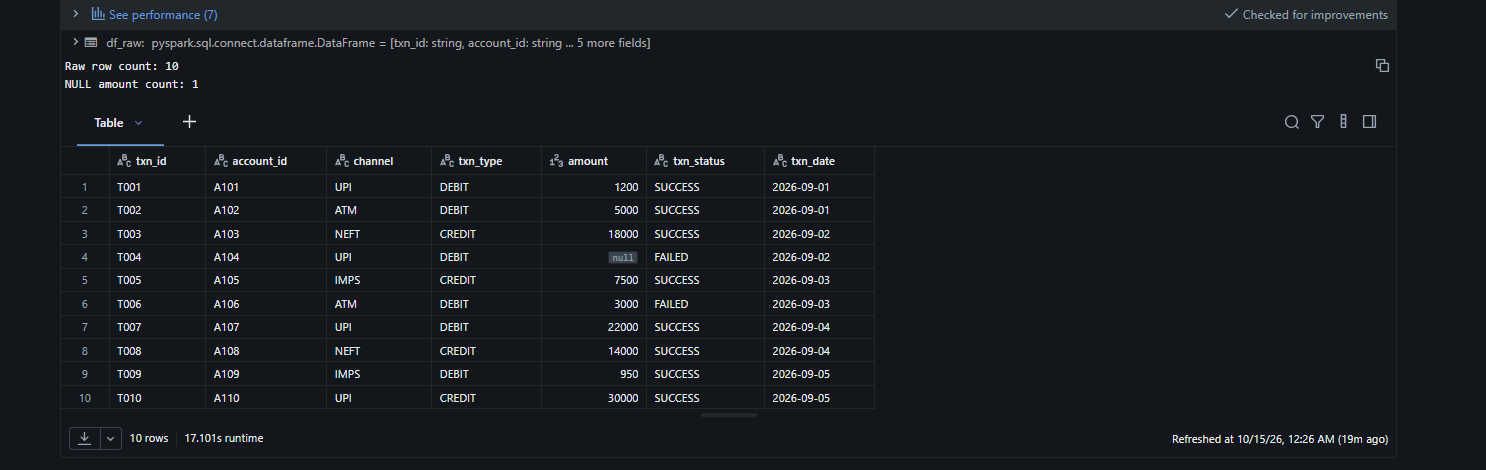 See performance (7) Checked for improvements
df_raw: pyspark.sql.connect.dataframe.DataFrame = [txn_id: string, account_id: string ... 5 more fields]
Raw row count: 10
NULL amount count: 1
Table
txn_id account_id channel txn_type amount txn_status txn_date
1 T001 A101 UPI DEBIT 1200 SUCCESS 2026-09-01
2 T002 A102 ATM DEBIT 5000 SUCCESS 2026-09-01
3 T003 A103 NEFT CREDIT 18000 SUCCESS 2026-09-02
4 T004 A104 UPI DEBIT null FAILED 2026-09-02
5 T005 A105 IMPS CREDIT 7500 SUCCESS 2026-09-03
6 T006 A106 ATM DEBIT 3000 FAILED 2026-09-03
7 T007 A107 UPI DEBIT 22000 SUCCESS 2026-09-04
8 T008 A108 NEFT CREDIT 14000 SUCCESS 2026-09-04
9 T009 A109 IMPS DEBIT 950 SUCCESS 2026-09-05
10 T010 A110 UPI CREDIT 30000 SUCCESS 2026-09-05
10 rows 17.101s runtime Refreshed at 10/15/26, 12:26 AM (19m ago)